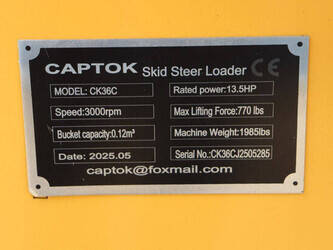 CAPTOK Skid Steer Loader CE
MODEL: CK36C
Rated power:13.5HP
Speed:3000rpm
Max Lifting Force:770 lbs
Bucket capacity:0.12m³
Machine Weight:1985lbs
Date: 2025.05
Serial No.:CK36CJ2505285
captok@foxmail.com